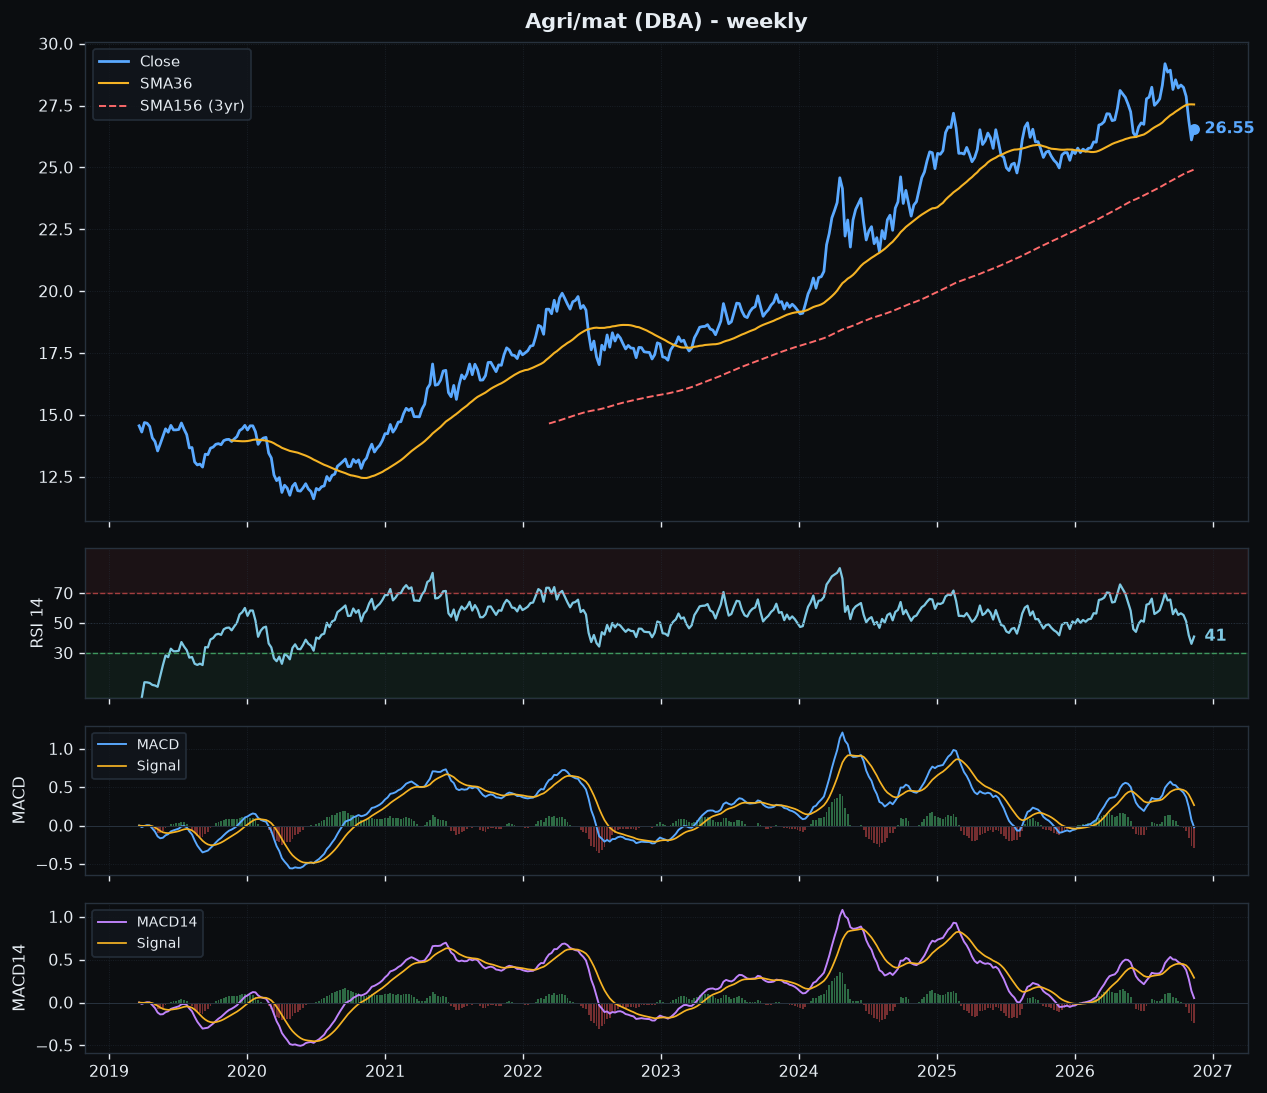 Agri/mat (DBA) - weekly
Close
SMA36
SMA156 (3yr)
30.0
27.5
25.0
22.5
20.0
17.5
15.0
12.5
26.55
RSI 14
70
50
30
41
MACD
MACD
Signal
1.0
0.5
0.0
−0.5
MACD14
MACD14
Signal
1.0
0.5
0.0
−0.5
2019 2020 2021 2022 2023 2024 2025 2026 2027